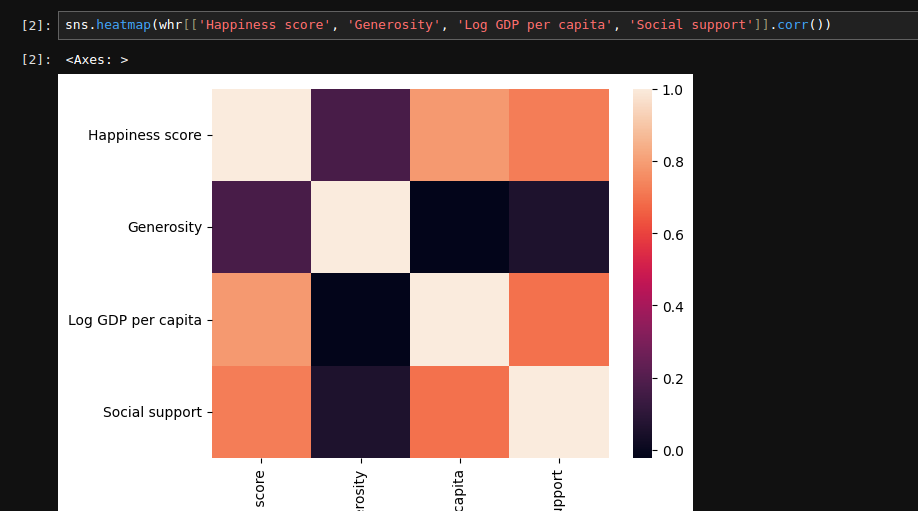 [2]: sns.heatmap(whr[['Happiness score', 'Generosity', 'Log GDP per capita', 'Social support']].corr())
[2]: <Axes: >
1.0
Happiness score
0.8
Generosity
0.6
0.4
Log GDP per capita
0.2
Social support
0.0
score
erosity
capita
upport